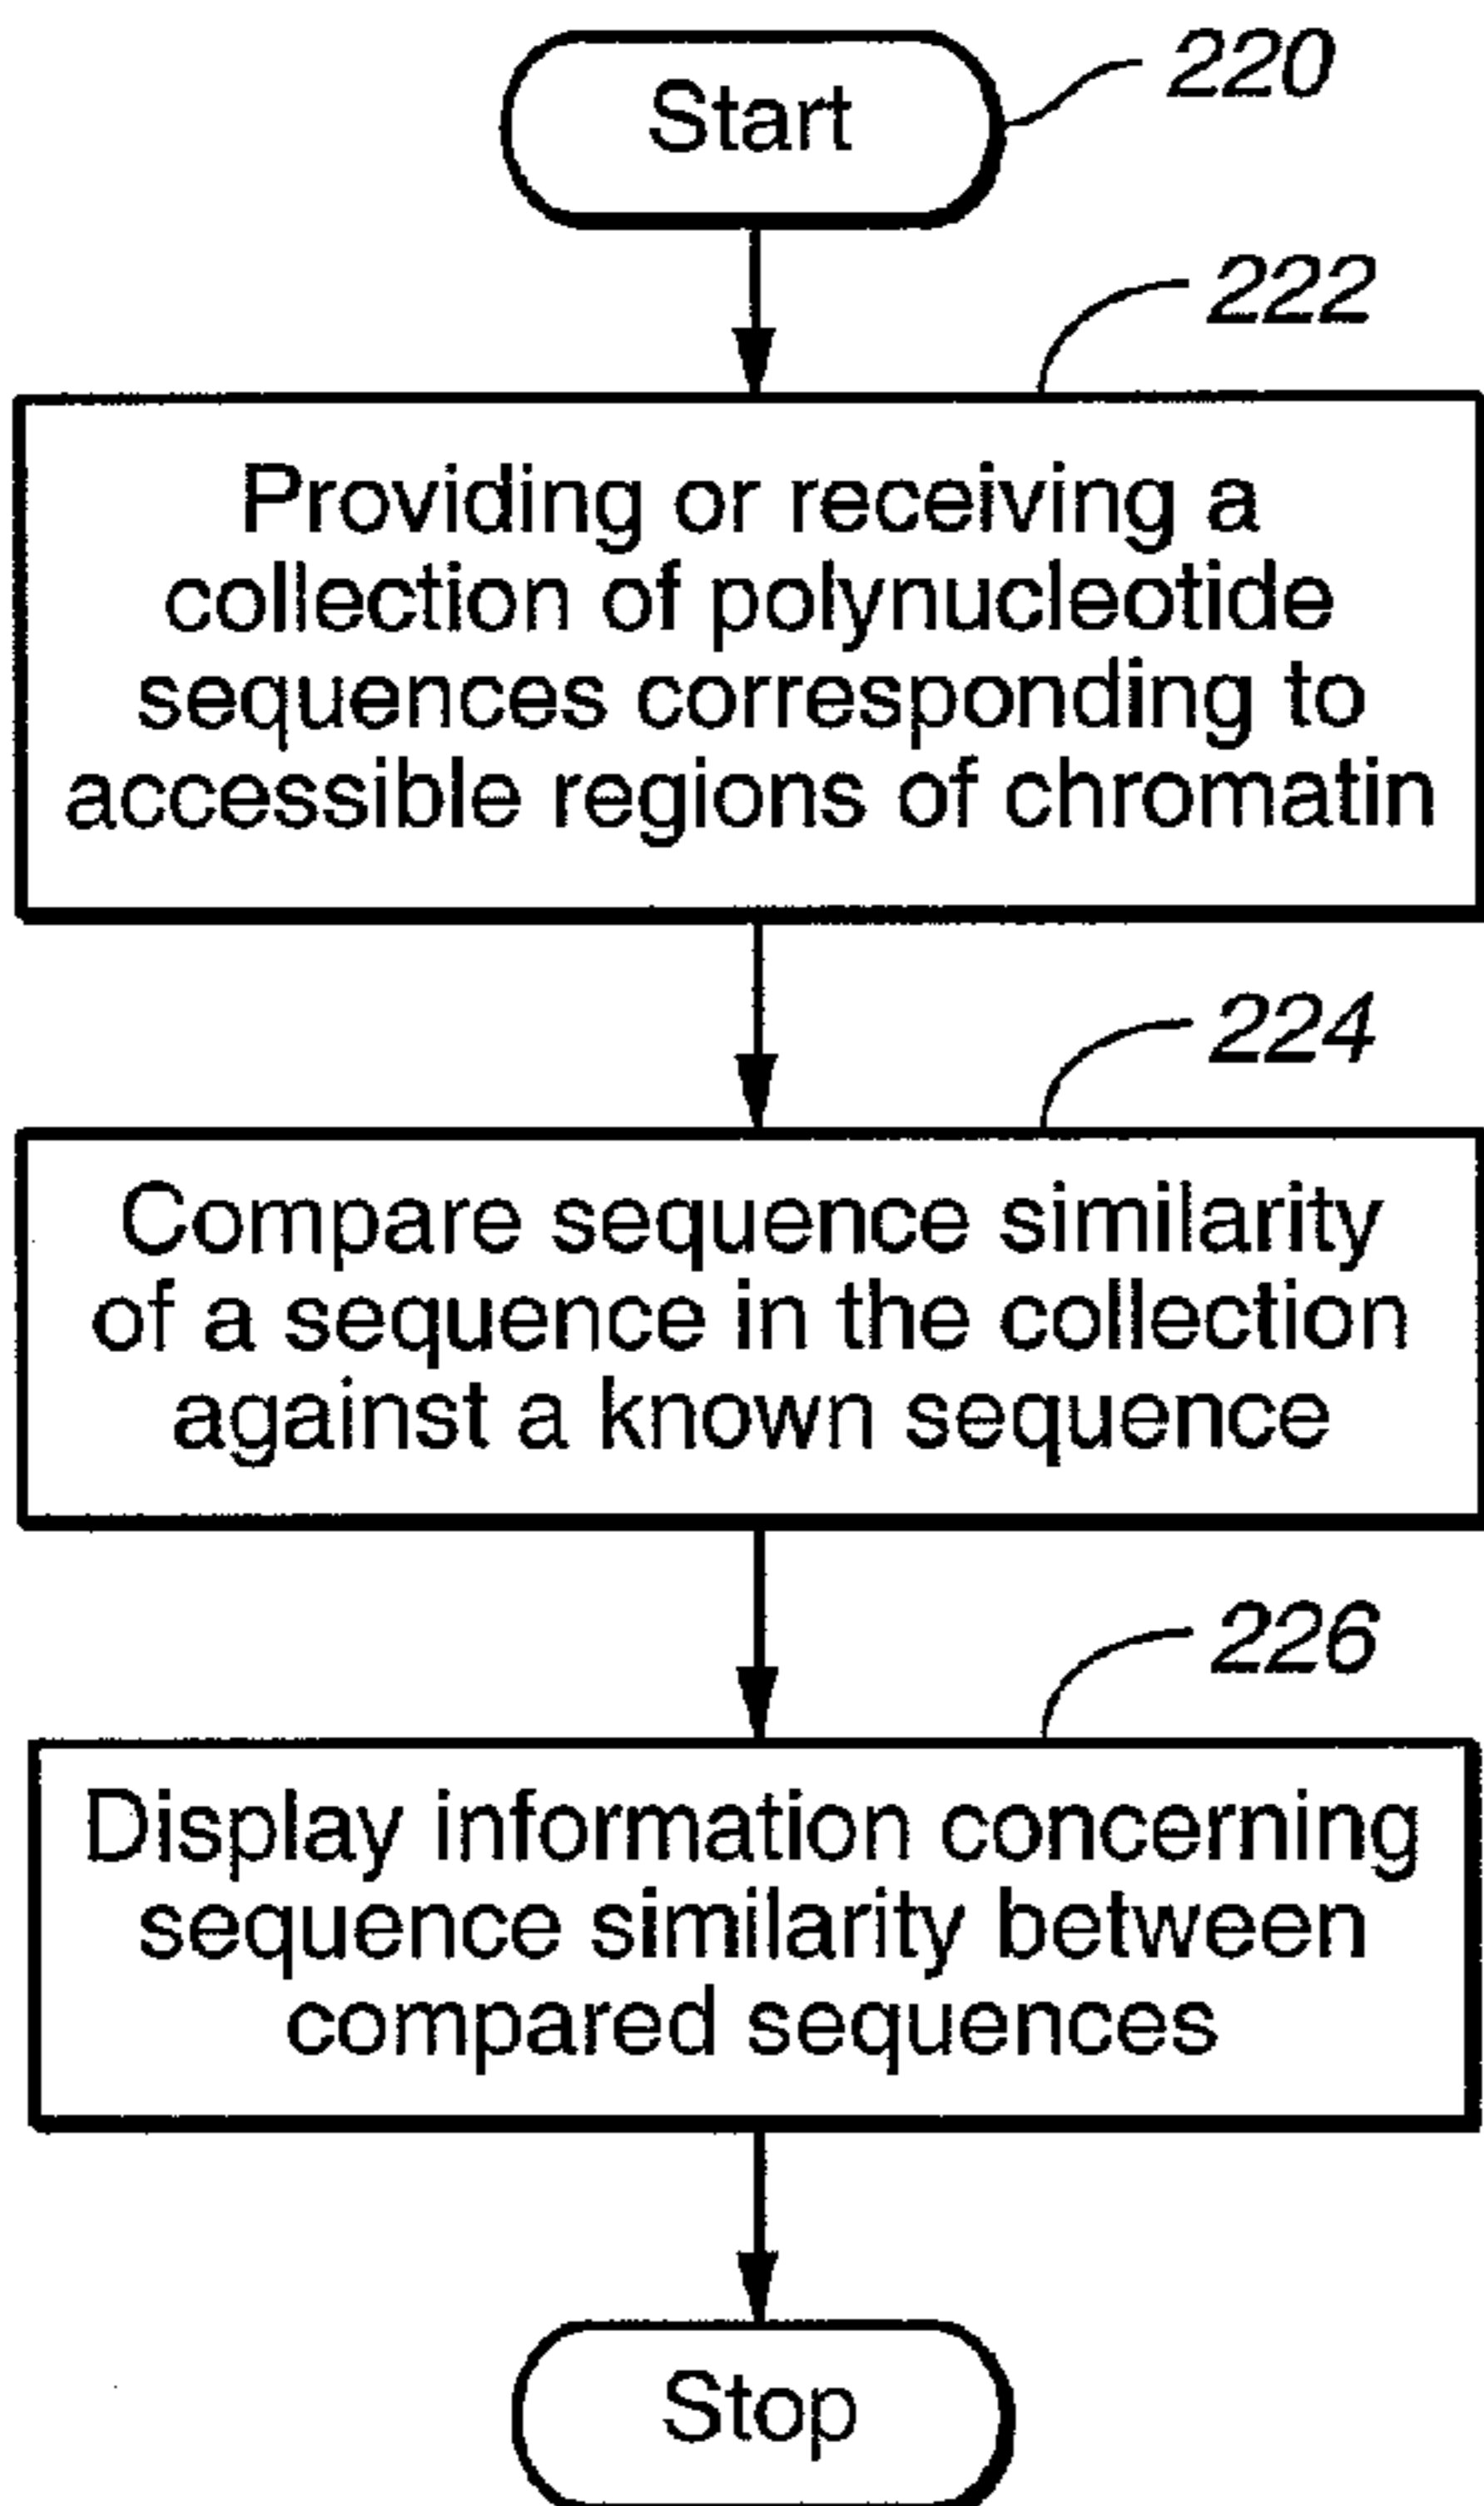 Start
220
222
Providing or receiving a
collection of polynucleotide
sequences corresponding to
accessible regions of chromatin
224
Compare sequence similarity
of a sequence in the collection
against a known sequence
226
Display information concerning
sequence similarity between
compared sequences
Stop